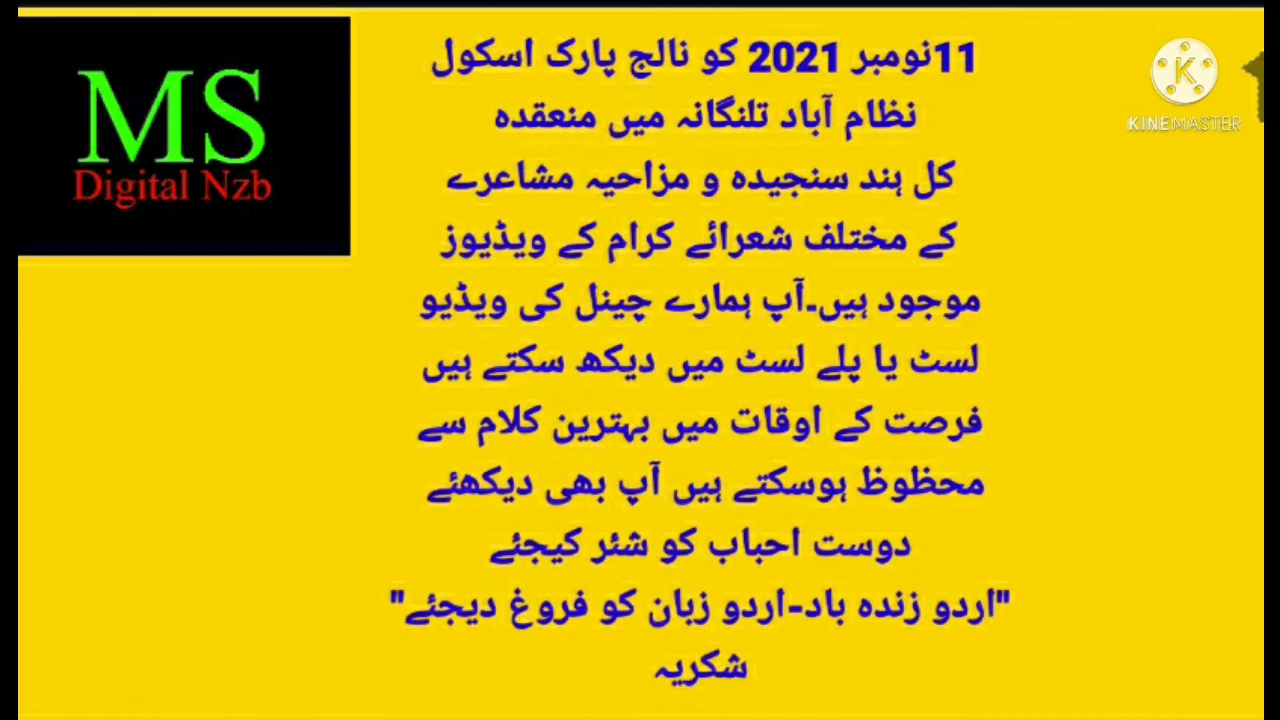 MS
Digital Nzb
KINEMASTER
11نومبر 2021 کو نالج پارک اسکول
نظام آباد تلنگانہ میں منعقدہ
کل ہند سنجیدہ و مزاحیہ مشاعرے
کے مختلف شعرائے کرام کے ویڈیوز
موجود ہیں۔آپ ہمارے چینل کی ویڈیو
لسٹ یا پلے لسٹ میں دیکھ سکتے ہیں
فرصت کے اوقات میں بہترین کلام سے
محظوظ ہوسکتے ہیں آپ بھی دیکھئے
دوست احباب کو شئر کیجئے
"اردو زندہ باد-اردو زبان کو فروغ دیجئے"
شکریہ